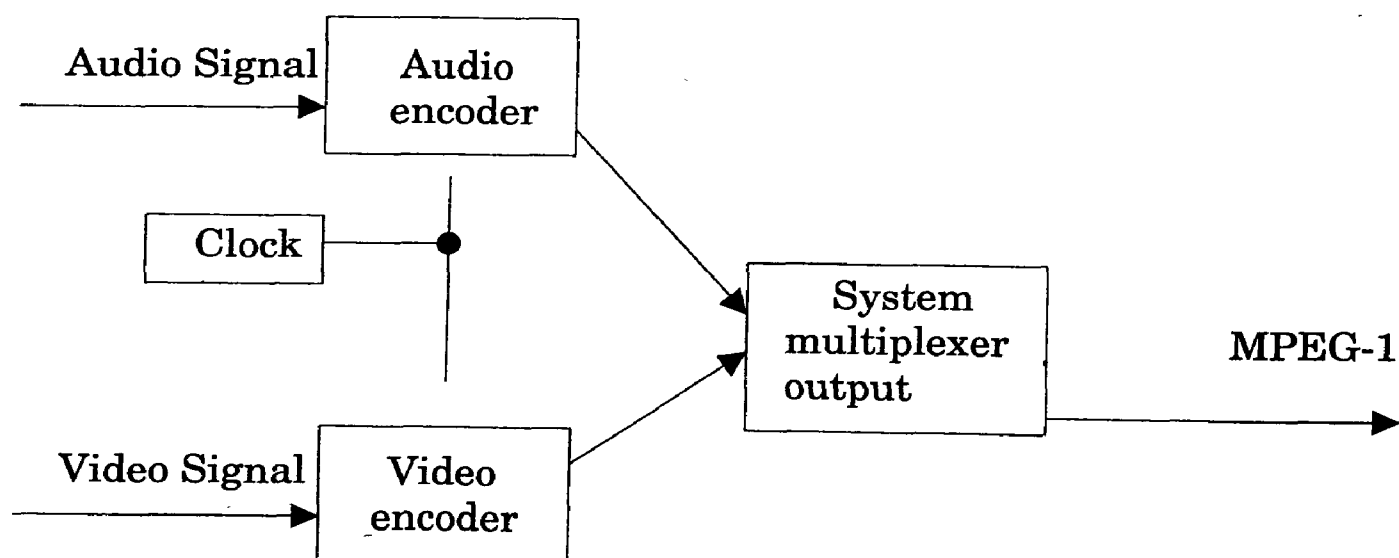 Audio Signal
Audio
encoder
Clock
System
multiplexer
output
MPEG-1
Video Signal
Video
encoder